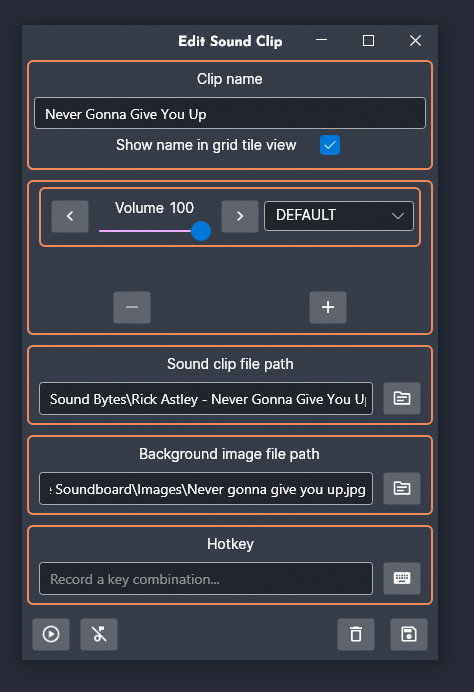 Edit Sound Clip
Clip name
Never Gonna Give You Up
Show name in grid tile view
Volume 100
DEFAULT
Sound clip file path
Sound Bytes\Rick Astley - Never Gonna Give You
Background image file path
Soundboard\Images\Never gonna give you up.jpg
Hotkey
Record a key combination...